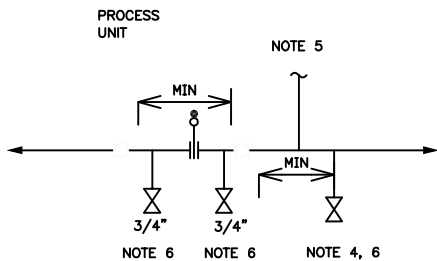 PROCESS
UNIT
NOTE 5
MIN
MIN
3/4"
3/4"
NOTE 6
NOTE 6
NOTE 4, 6